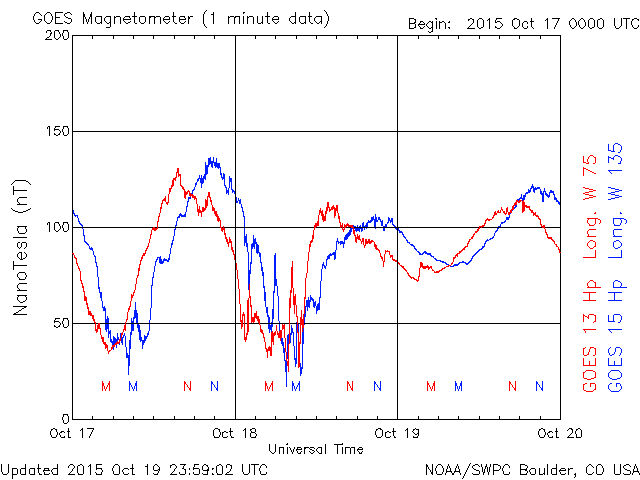 GOES Magnetometer (1 minute data)
Begin: 2015 Oct 17 0000 UTC
200
150
100
50
0
NanoTesla (nT)
M M N N M M N N M M N N
Oct 17 Oct 18 Oct 19 Oct 20
Universal Time
GOES 13 Hp Long. W 75
GOES 15 Hp Long. W 135
Updated 2015 Oct 19 23:59:02 UTC
NOAA/SWPC Boulder, CO USA